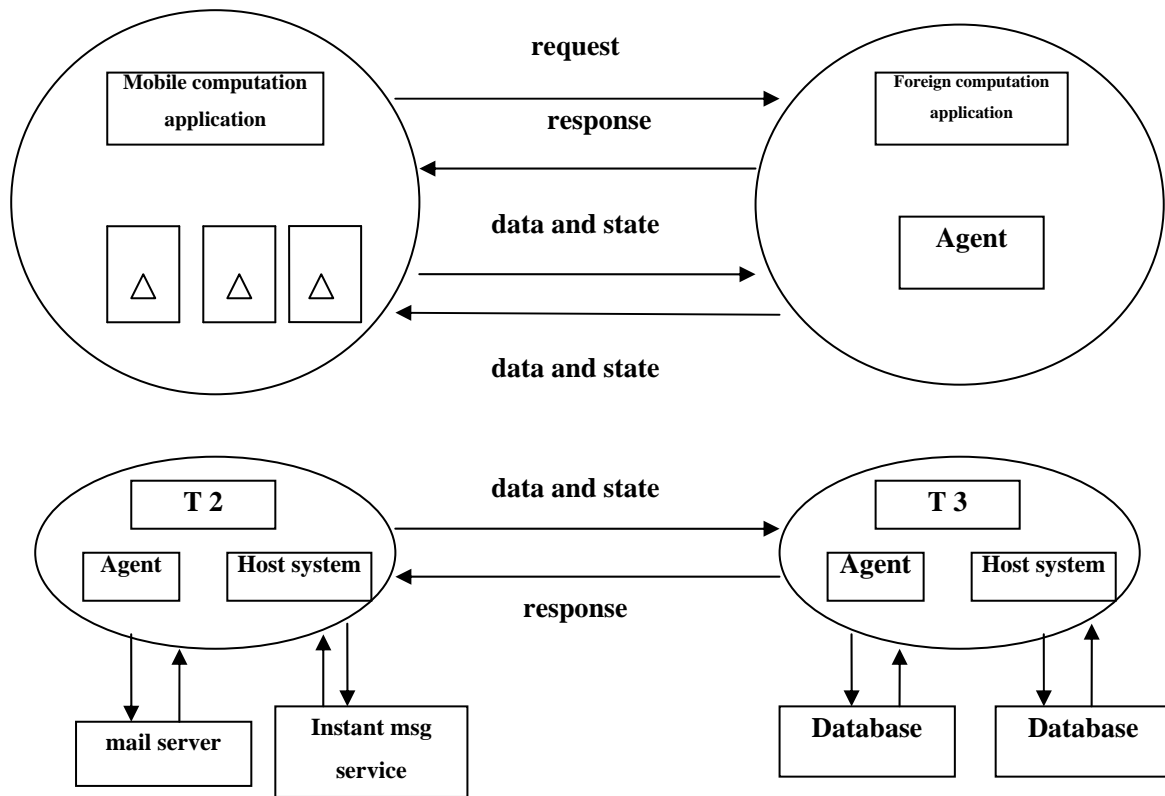 request
Mobile computation
application
Foreign computation
application
response
data and state
Agent
data and state
T 2
data and state
T 3
Agent
Host system
Agent
Host system
response
mail server
Instant msg
service
Database
Database